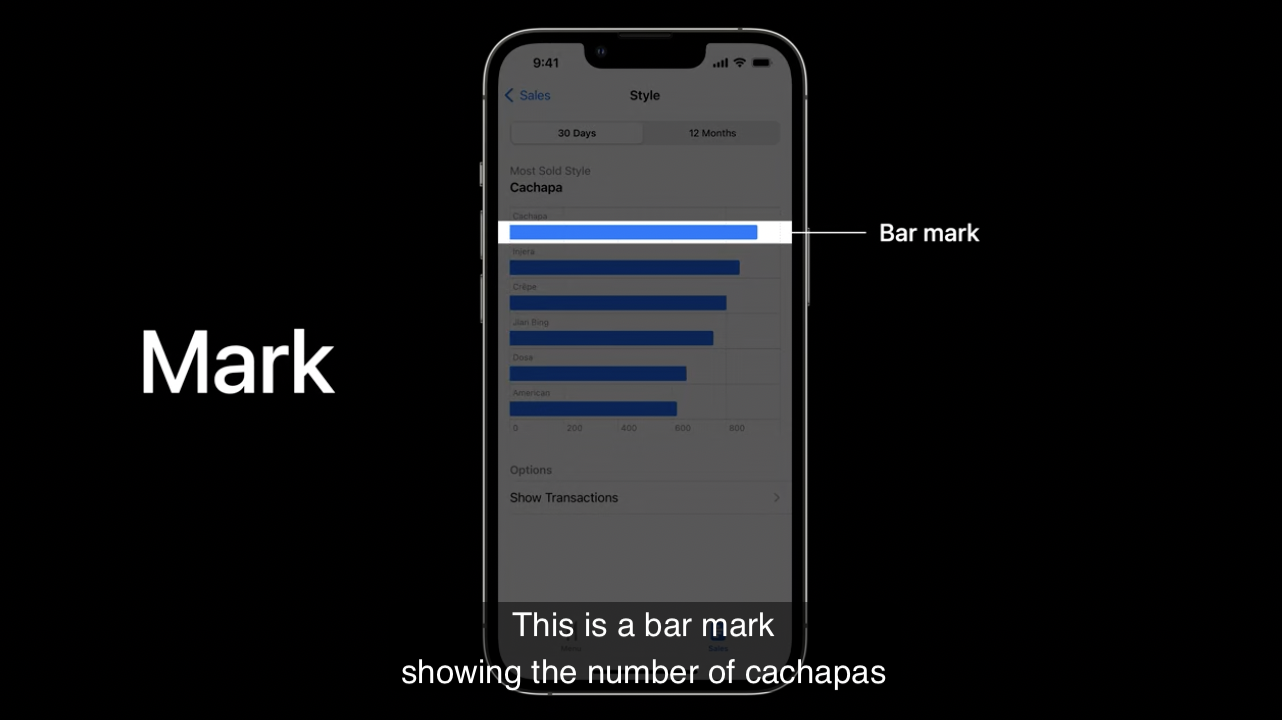 9:41
Sales
Style
30 Days
12 Months
Most Sold Style
Cachapa
Cachapa
Bar mark
Injera
Crêpe
Jian Bing
Dosa
American
0 200 400 600 800
Mark
Options
Show Transactions
This is a bar mark
Menu
Sales
showing the number of cachapas